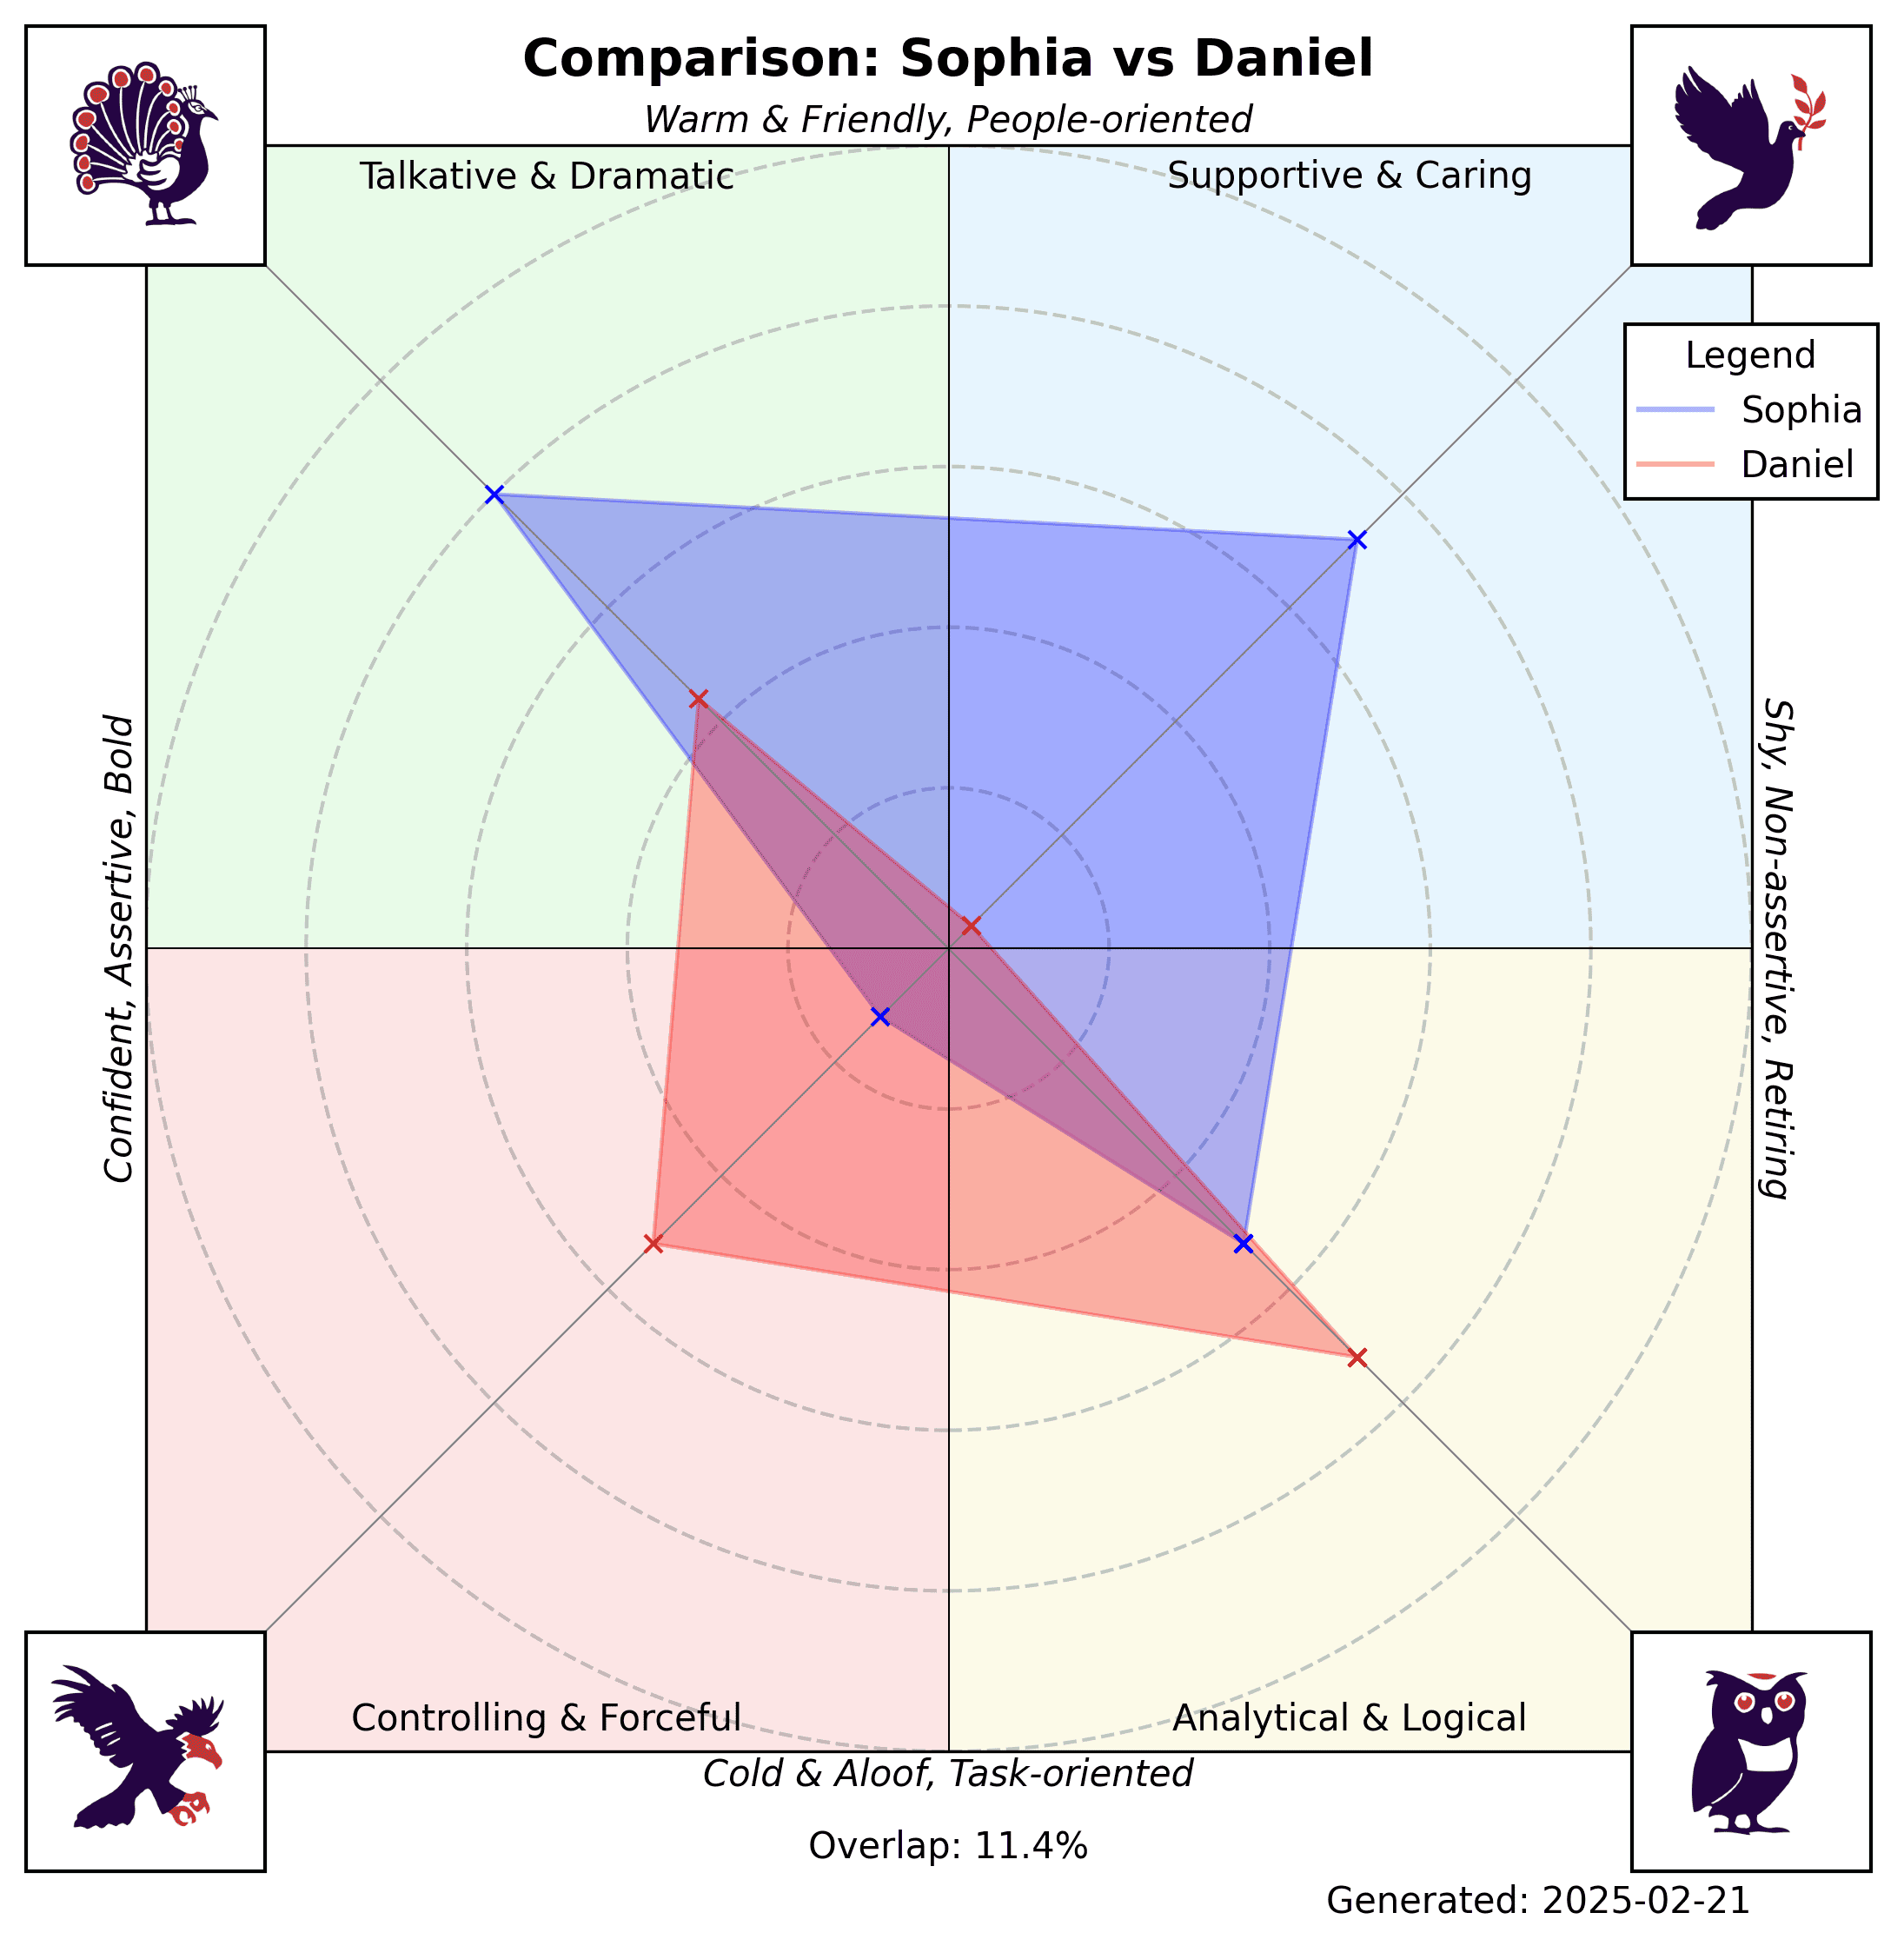 Comparison: Sophia vs Daniel
Warm & Friendly, People-oriented
Talkative & Dramatic
Supportive & Caring
Legend
Sophia
Daniel
Confident, Assertive, Bold
Shy, Non-assertive, Retiring
Controlling & Forceful
Analytical & Logical
Cold & Aloof, Task-oriented
Overlap: 11.4%
Generated: 2025-02-21